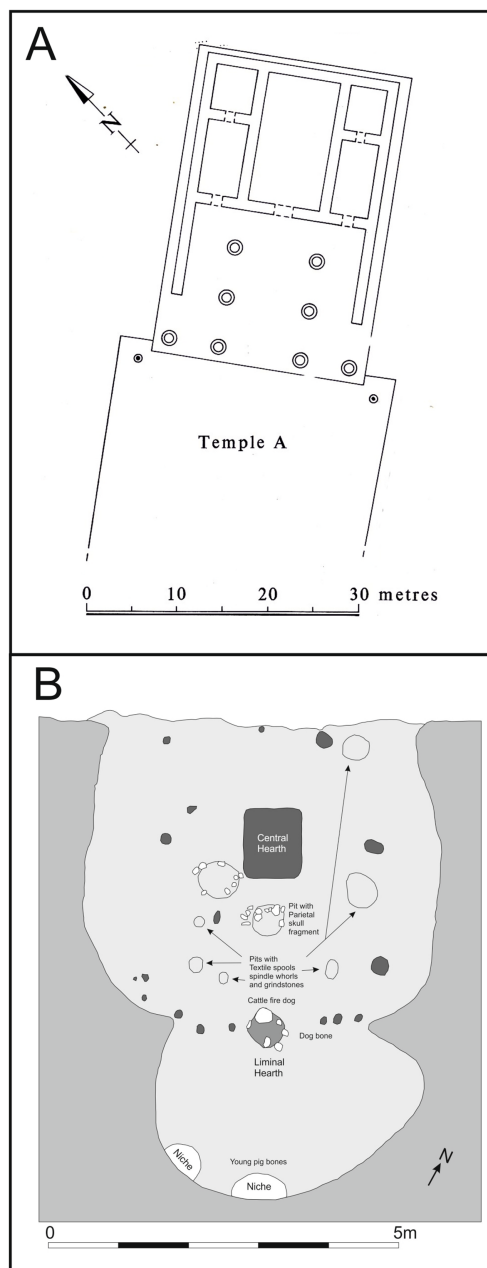 A
N
Temple A
0 10 20 30 metres
B
Central
Hearth
Pit with
Parietal
skull
fragment
Pits with
Textile spools
spindle whorls
and grindstones
Cattle fire dog
Dog bone
Liminal
Hearth
Niche
Young pig bones
Niche
N
0 5m